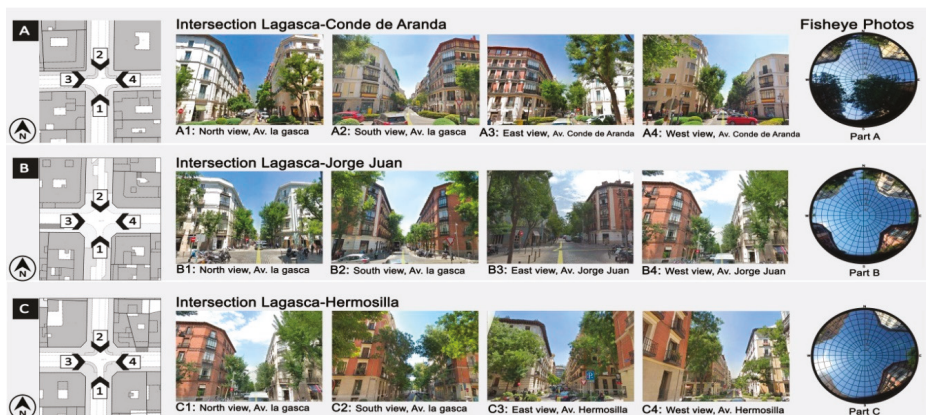 A
Intersection Lagasca-Conde de Aranda
Fisheye Photos
2
3
4
1
N
A1: North view, Av. la gasca
A2: South view, Av. la gasca
A3: East view, Av. Conde de Aranda
A4: West view, Av. Conde de Aranda
Part A
B
Intersection Lagasca-Jorge Juan
2
3
4
1
N
B1: North view, Av. la gasca
B2: South view, Av. la gasca
B3: East view, Av. Jorge Juan
B4: West view, Av. Jorge Juan
Part B
C
Intersection Lagasca-Hermosilla
2
3
4
1
N
C1: North view, Av. la gasca
C2: South view, Av. la gasca
C3: East view, Av. Hermosilla
C4: West view, Av. Hermosilla
Part C